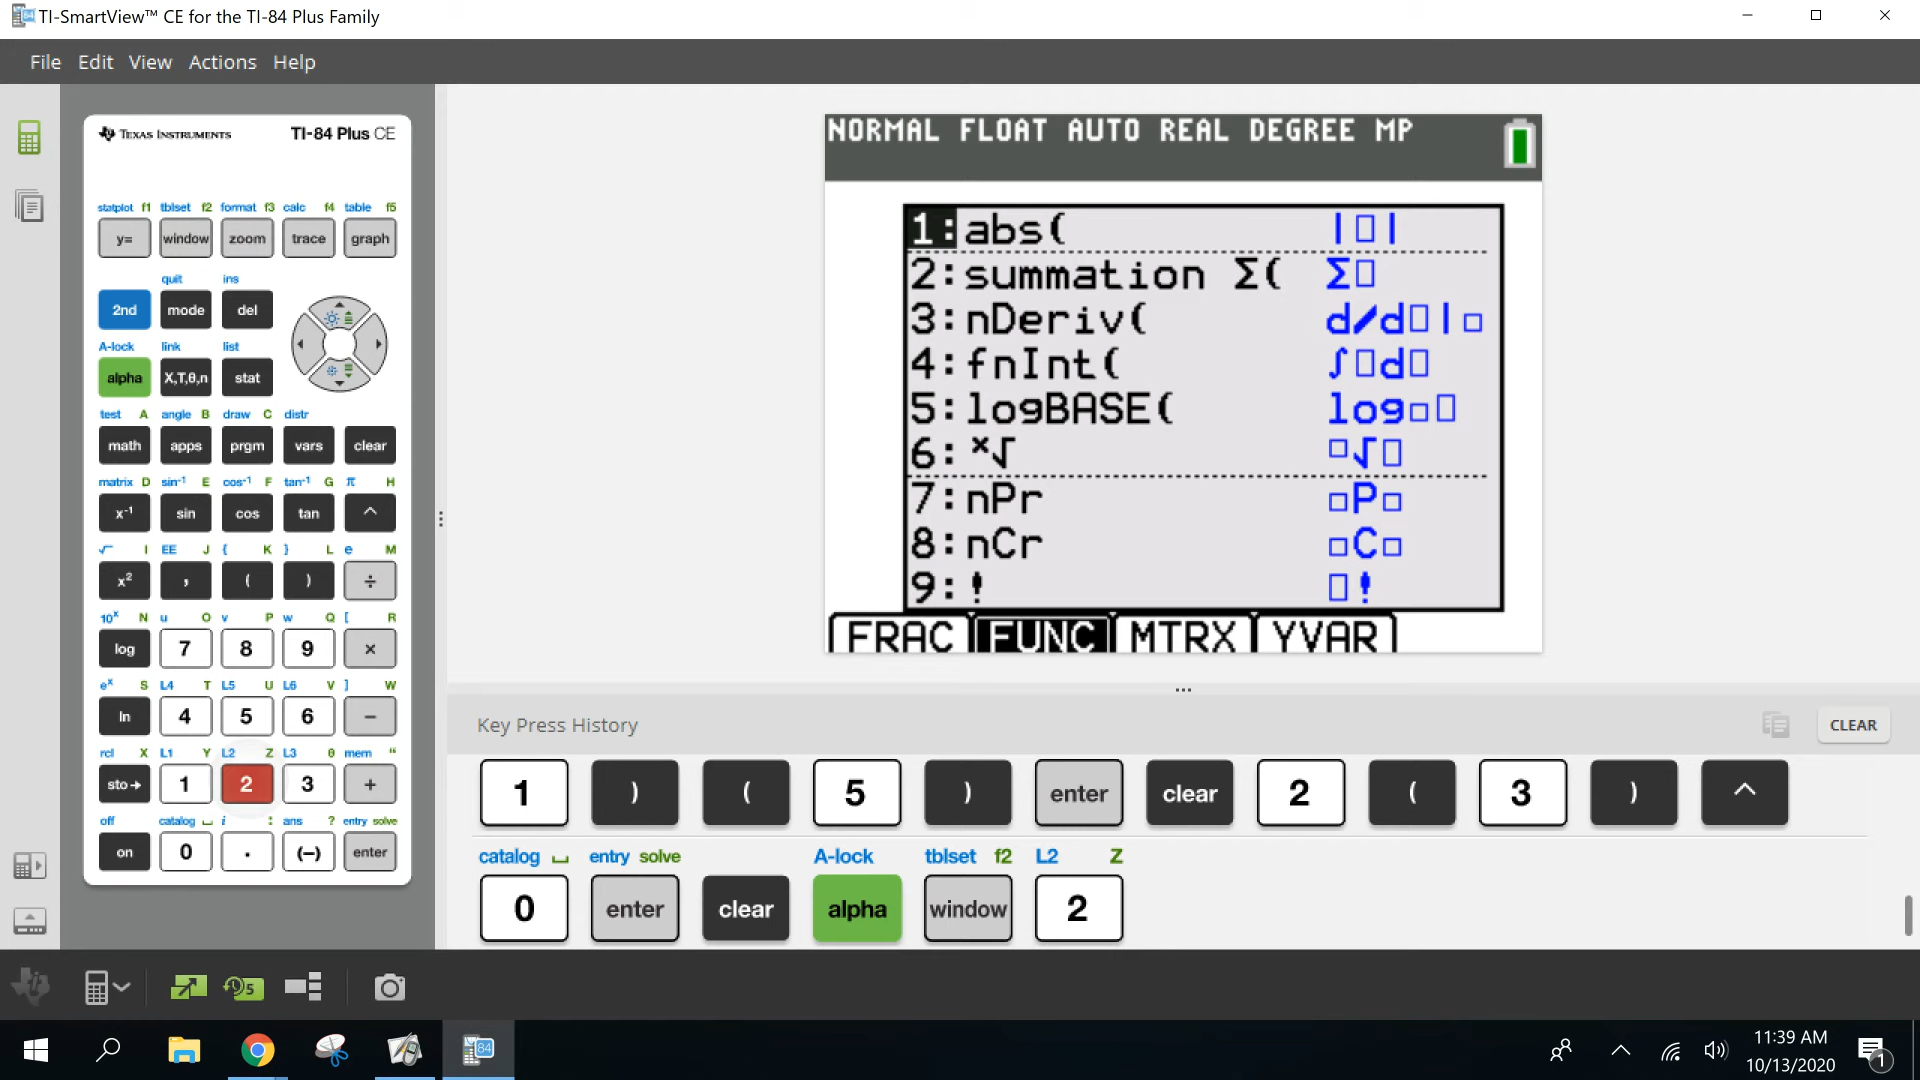 TI-SmartView™ CE for the TI-84 Plus Family
File Edit View Actions Help
TEXAS INSTRUMENTS TI-84 Plus CE
statplot f1 tblset f2 format f3 calc f4 table f5
y= window zoom trace graph
quit ins
2nd mode del
A-lock link list
alpha X,T,θ,n stat
test A angle B draw C distr
math apps prgm vars clear
matrix D sin⁻¹ E cos⁻¹ F tan⁻¹ G π H
x⁻¹ sin cos tan ^
√ I EE J { K } L e M
x² , ( ) ÷
10ˣ N u O v P w Q [ R
log 7 8 9 ×
eˣ S L4 T L5 U L6 V ] W
ln 4 5 6 −
rcl X L1 Y L2 Z L3 θ mem "
sto→ 1 2 3 +
off catalog ⎵ i : ans ? entry solve
on 0 . (−) enter
NORMAL FLOAT AUTO REAL DEGREE MP
1:abs( |□|
2:summation Σ( Σ□
3:nDeriv( d/d□|□
4:fnInt( ∫□d□
5:logBASE( log□□
6:ˣ√ □√□
7:nPr □P□
8:nCr □C□
9:! □!
FRAC FUNC MTRX YVAR
Key Press History CLEAR
1 ) ( 5 ) enter clear 2 ( 3 ) ^
catalog ⎵ entry solve A-lock tblset f2 L2 Z
0 enter clear alpha window 2
5
84
11:39 AM
10/13/2020
1